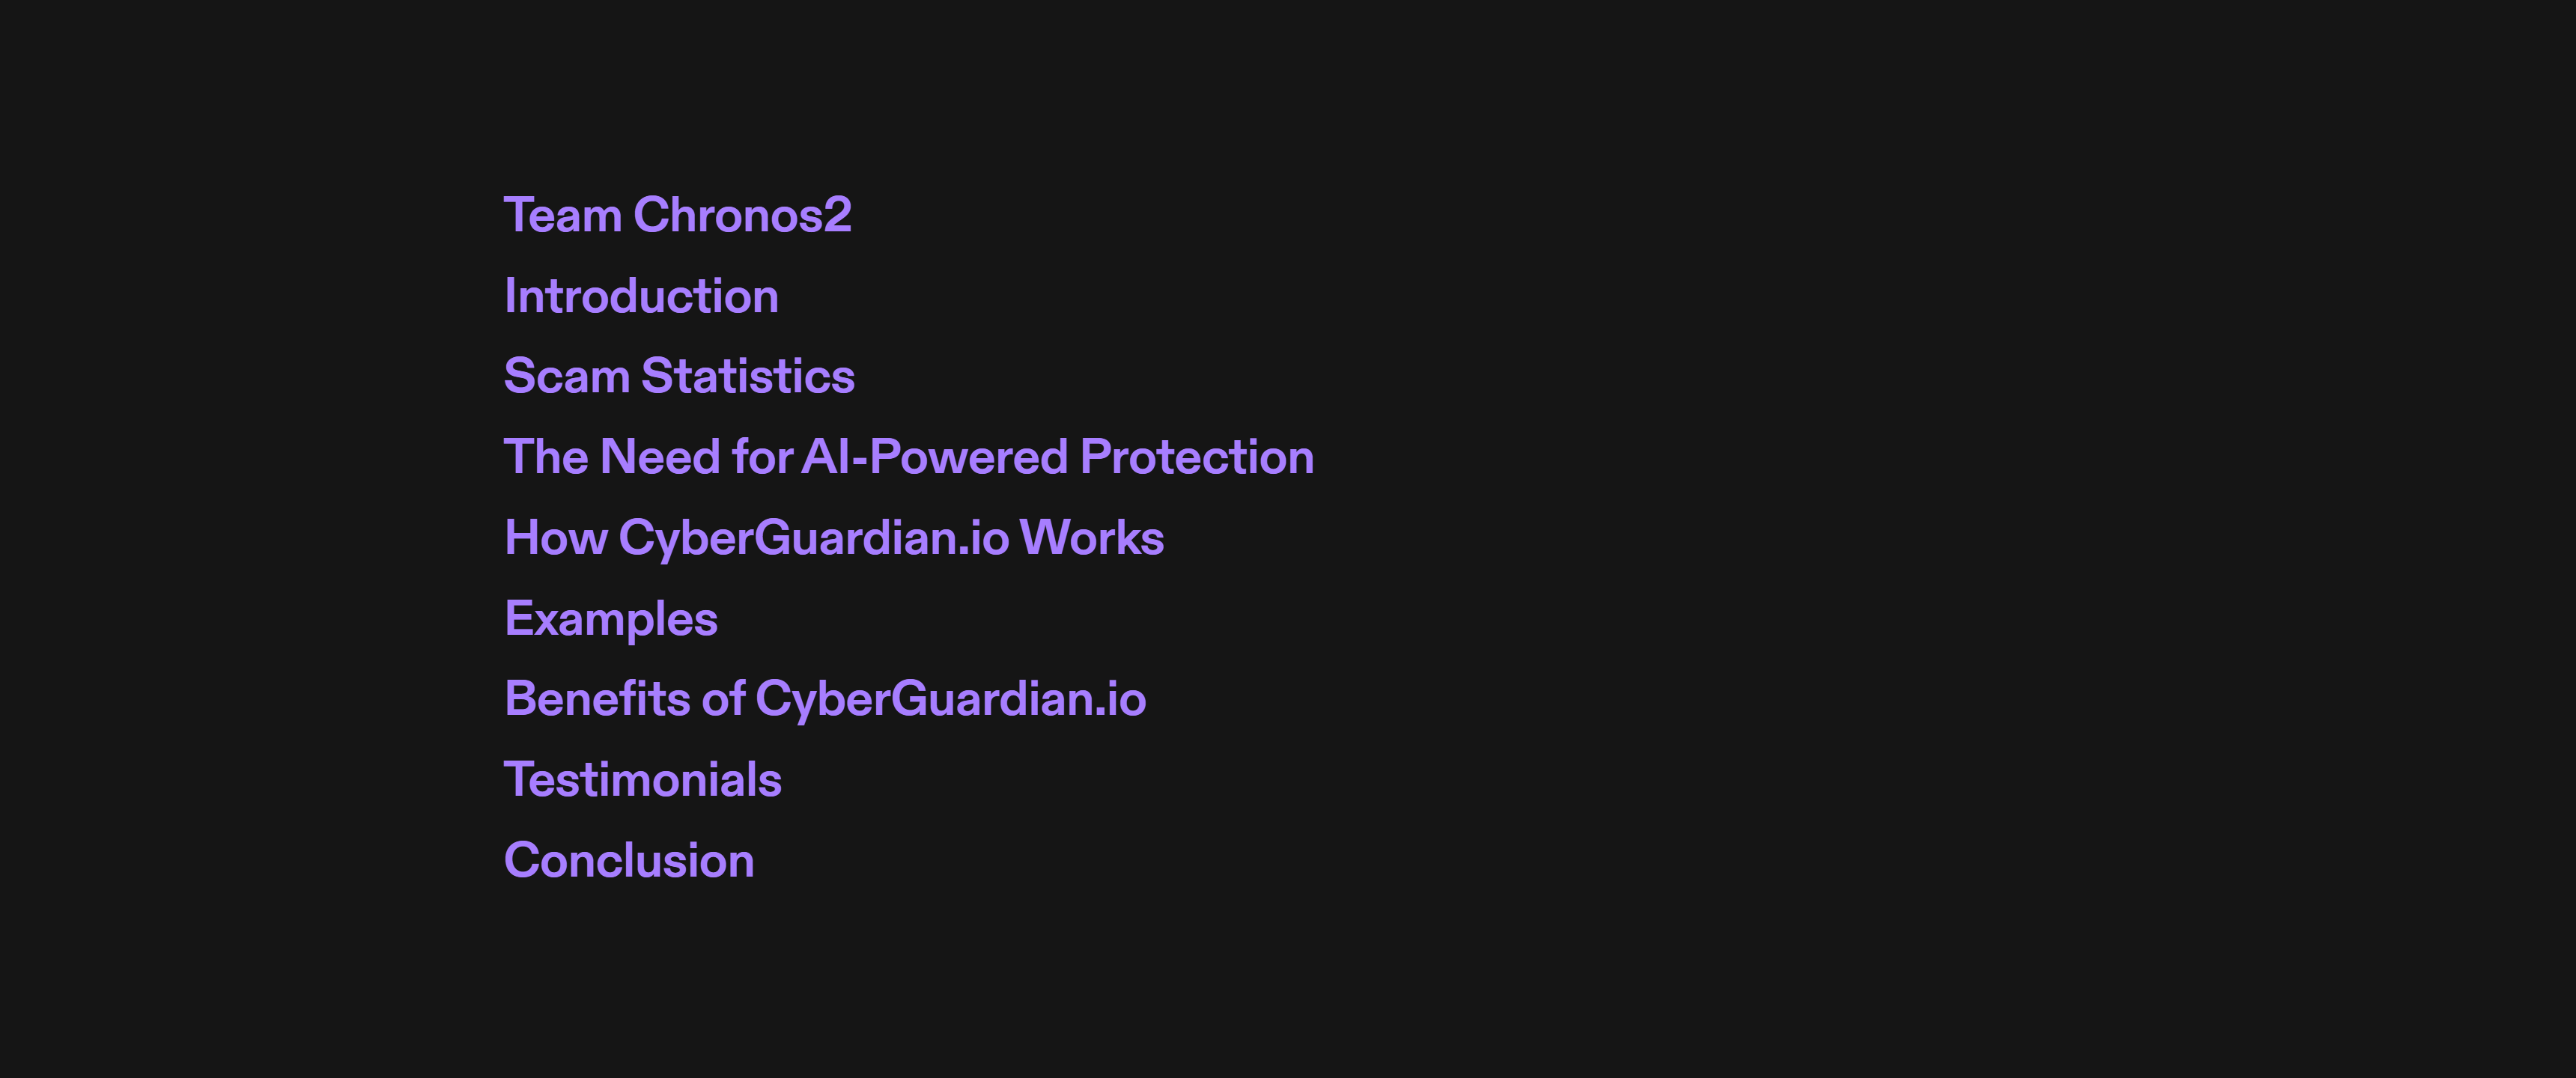 Team Chronos2
Introduction
Scam Statistics
The Need for AI-Powered Protection
How CyberGuardian.io Works
Examples
Benefits of CyberGuardian.io
Testimonials
Conclusion